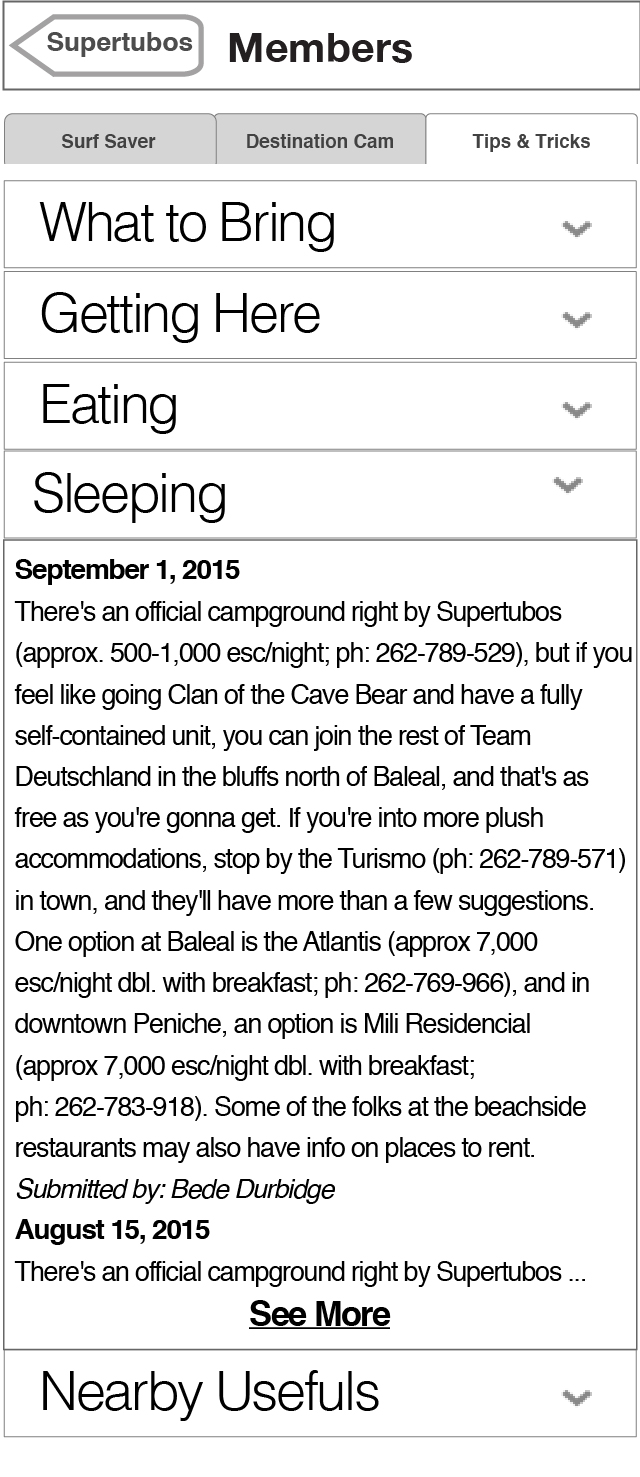 Supertubos
Members
Surf Saver
Destination Cam
Tips & Tricks
What to Bring
Getting Here
Eating
Sleeping
September 1, 2015
There's an official campground right by Supertubos
(approx. 500-1,000 esc/night; ph: 262-789-529), but if you
feel like going Clan of the Cave Bear and have a fully
self-contained unit, you can join the rest of Team
Deutschland in the bluffs north of Baleal, and that's as
free as you're gonna get. If you're into more plush
accommodations, stop by the Turismo (ph: 262-789-571)
in town, and they'll have more than a few suggestions.
One option at Baleal is the Atlantis (approx 7,000
esc/night dbl. with breakfast; ph: 262-769-966), and in
downtown Peniche, an option is Mili Residencial
(approx 7,000 esc/night dbl. with breakfast;
ph: 262-783-918). Some of the folks at the beachside
restaurants may also have info on places to rent.
Submitted by: Bede Durbidge
August 15, 2015
There's an official campground right by Supertubos ...
See More
Nearby Usefuls